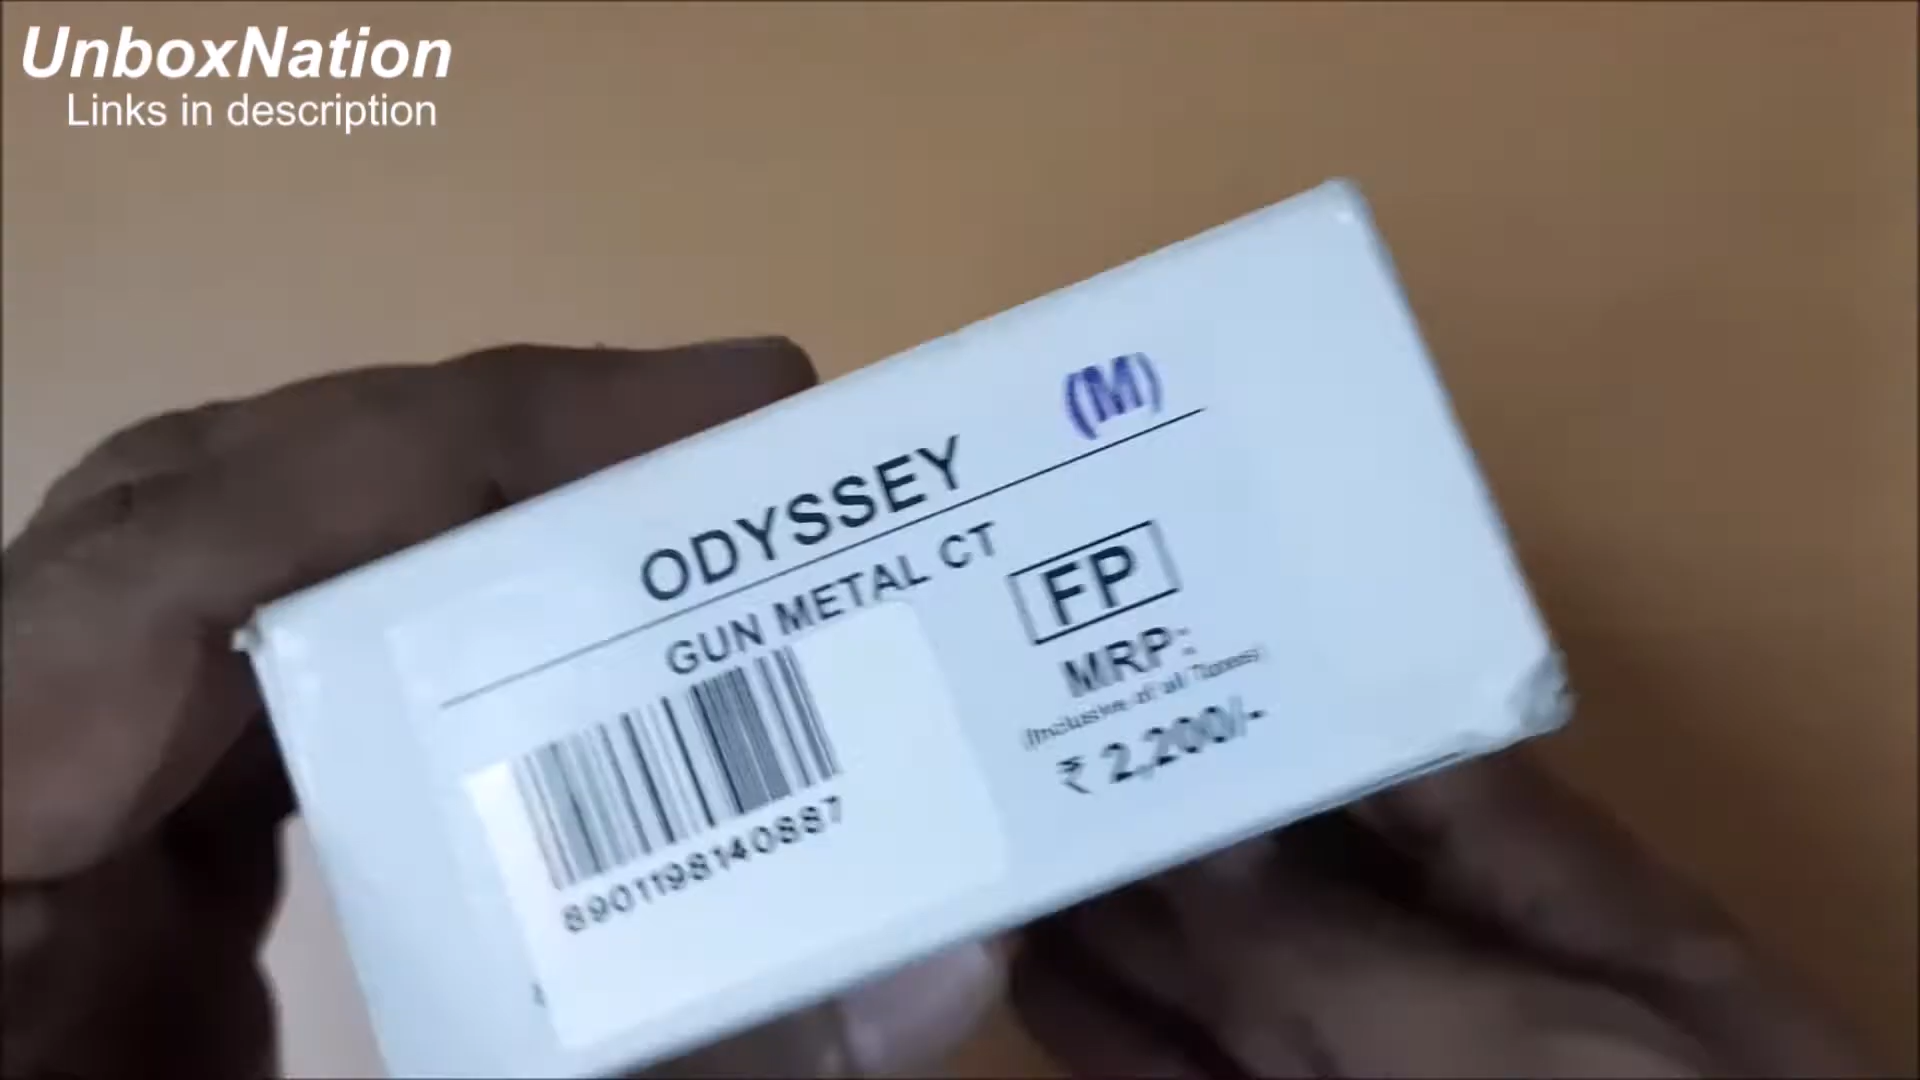 UnboxNation
Links in description
(M)
ODYSSEY
GUN METAL CT
FP
MRP:
(Inclusive of all Taxes)
₹ 2,200/-
8901198140887